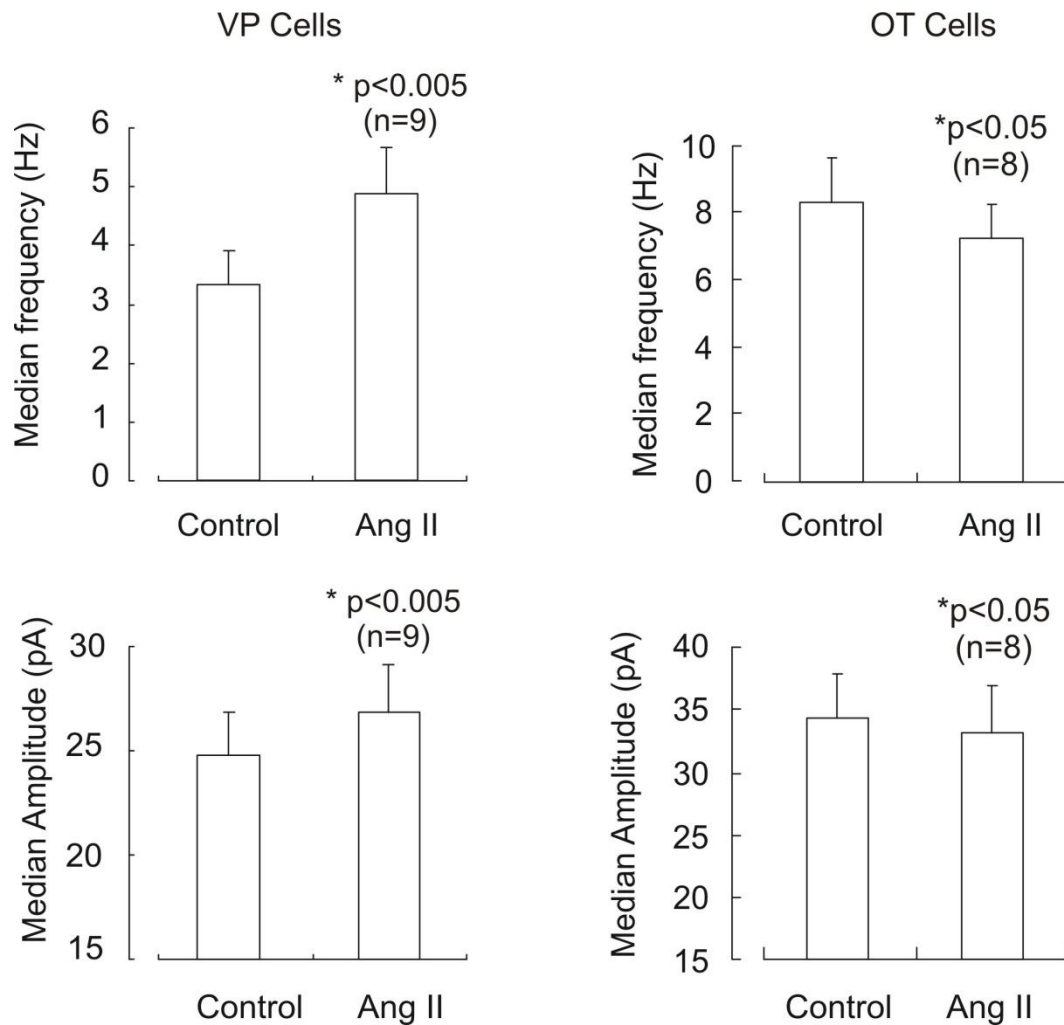 VP Cells
OT Cells
* p<0.005
(n=9)
Median frequency (Hz)
6
5
4
3
2
1
0
Control
Ang II
*p<0.05
(n=8)
Median frequency (Hz)
10
8
6
4
2
0
Control
Ang II
* p<0.005
(n=9)
Median Amplitude (pA)
30
25
20
15
Control
Ang II
*p<0.05
(n=8)
Median Amplitude (pA)
40
35
30
25
20
15
Control
Ang II